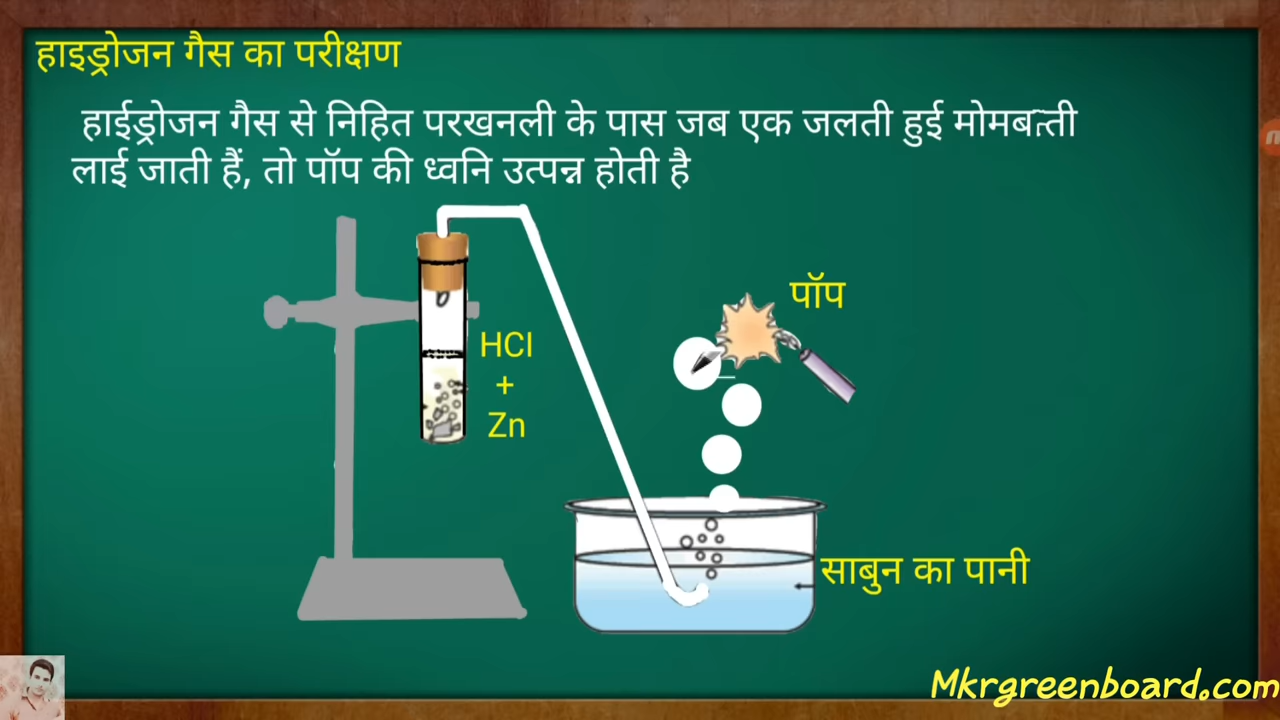 हाइड्रोजन गैस का परीक्षण
हाईड्रोजन गैस से निहित परखनली के पास जब एक जलती हुई मोमबत्ती
लाई जाती हैं, तो पॉप की ध्वनि उत्पन्न होती है
पॉप
HCl
+
Zn
साबुन का पानी
Mkrgreenboard.com